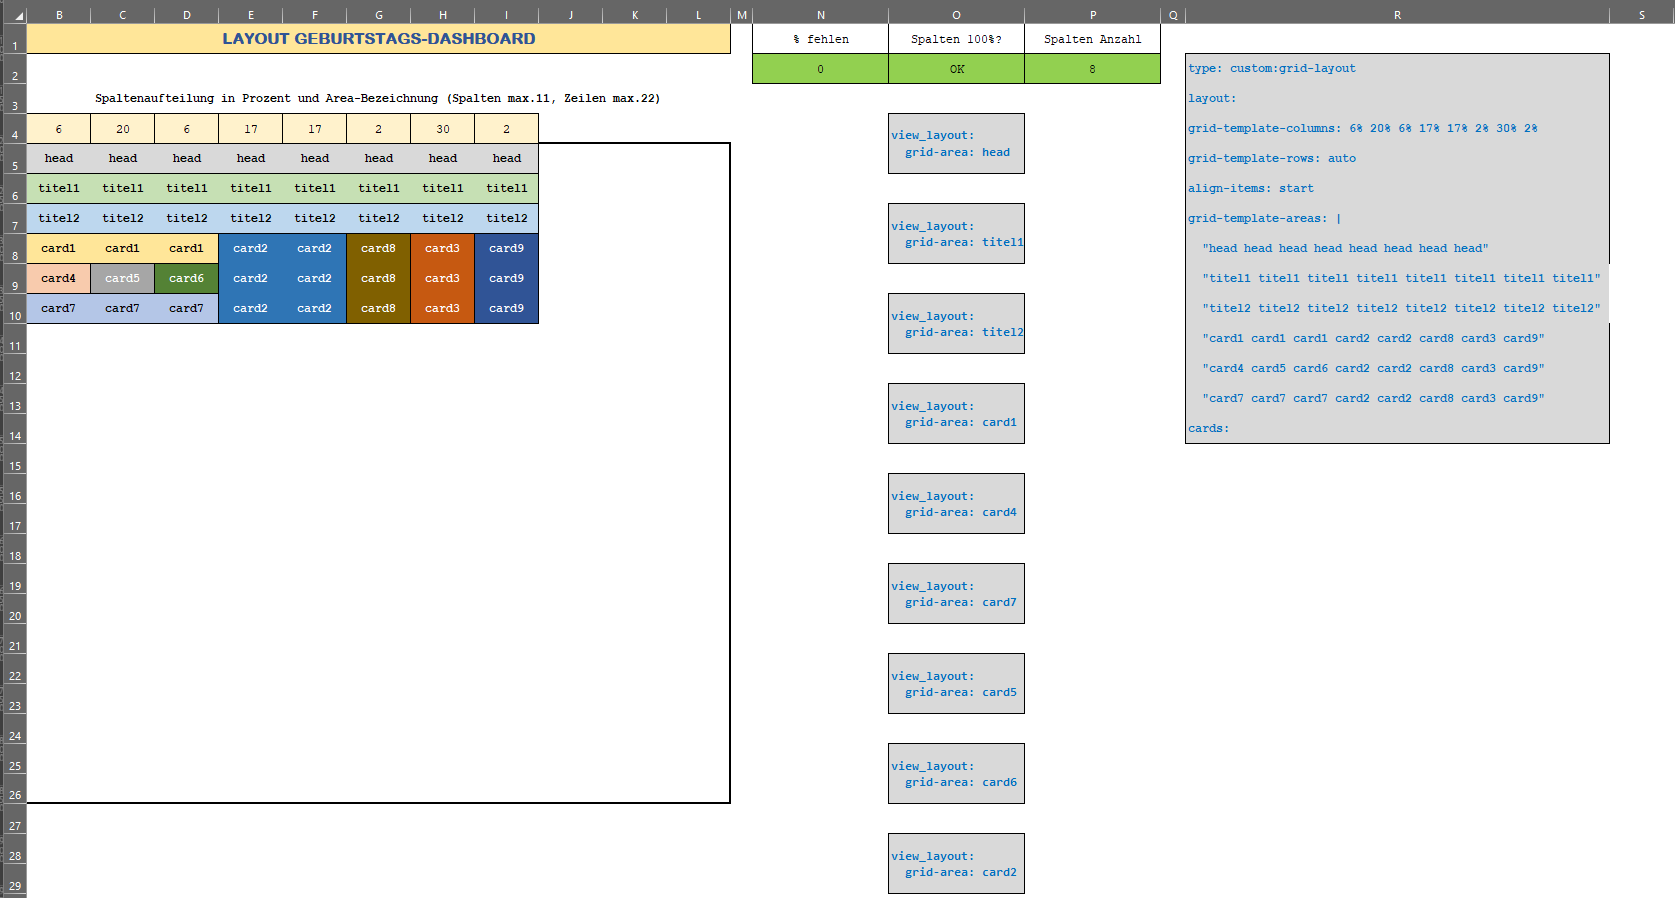 B C D E F G H I J K L M N O P Q R S
1 LAYOUT GEBURTSTAGS-DASHBOARD % fehlen Spalten 100%? Spalten Anzahl
2 0 OK 8
3 Spaltenaufteilung in Prozent und Area-Bezeichnung (Spalten max.11, Zeilen max.22)
4 6 20 6 17 17 2 30 2
5 head head head head head head head head
6 titel1 titel1 titel1 titel1 titel1 titel1 titel1 titel1
7 titel2 titel2 titel2 titel2 titel2 titel2 titel2 titel2
8 card1 card1 card1 card2 card2 card8 card3 card9
9 card4 card5 card6 card2 card2 card8 card3 card9
10 card7 card7 card7 card2 card2 card8 card3 card9
11
12
13
14
15
16
17
18
19
20
21
22
23
24
25
26
27
28
29
view_layout:
grid-area: head
view_layout:
grid-area: titel1
view_layout:
grid-area: titel2
view_layout:
grid-area: card1
view_layout:
grid-area: card4
view_layout:
grid-area: card7
view_layout:
grid-area: card5
view_layout:
grid-area: card6
view_layout:
grid-area: card2
type: custom:grid-layout
layout:
grid-template-columns: 6% 20% 6% 17% 17% 2% 30% 2%
grid-template-rows: auto
align-items: start
grid-template-areas: |
"head head head head head head head head"
"titel1 titel1 titel1 titel1 titel1 titel1 titel1 titel1"
"titel2 titel2 titel2 titel2 titel2 titel2 titel2 titel2"
"card1 card1 card1 card2 card2 card8 card3 card9"
"card4 card5 card6 card2 card2 card8 card3 card9"
"card7 card7 card7 card2 card2 card8 card3 card9"
cards: